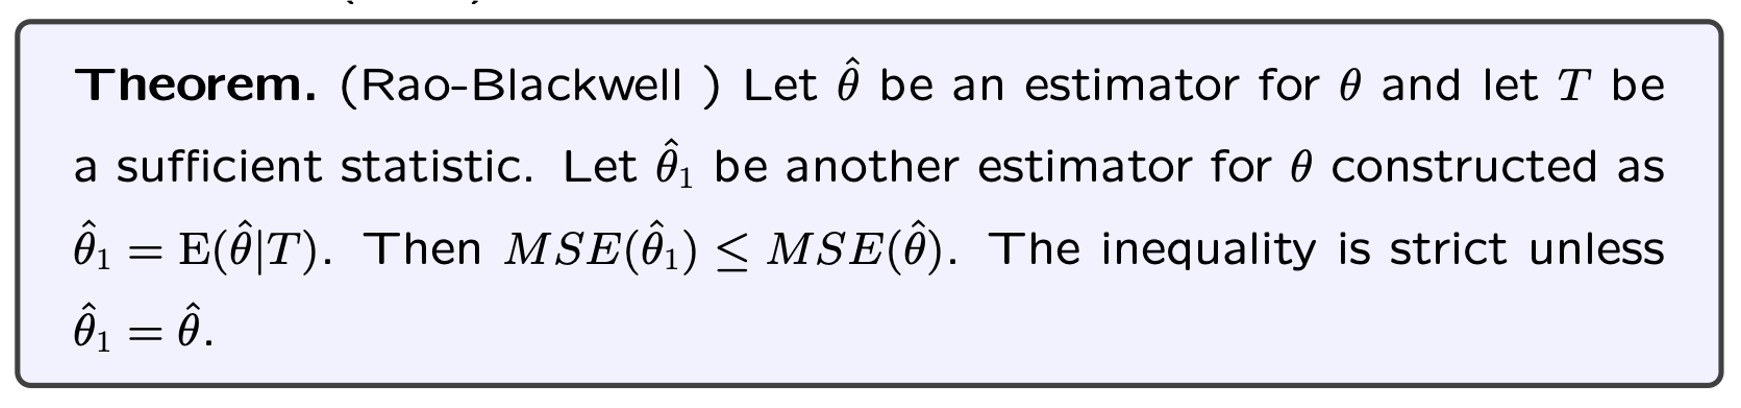 Theorem. (Rao-Blackwell ) Let θ̂ be an estimator for θ and let T be
a sufficient statistic. Let θ̂₁ be another estimator for θ constructed as
θ̂₁ = E(θ̂|T). Then MSE(θ̂₁) ≤ MSE(θ̂). The inequality is strict unless
θ̂₁ = θ̂.